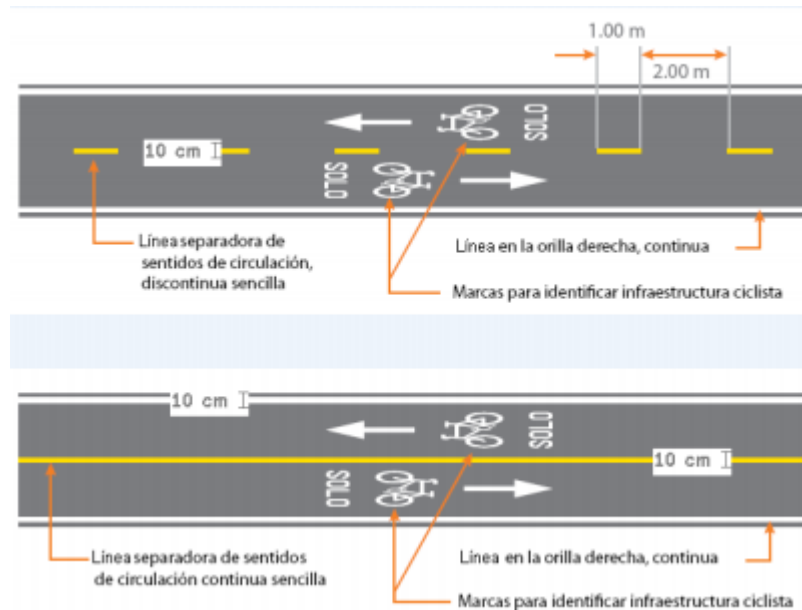 1.00 m
2.00 m
SOLO
10 cm
SOLO
Línea separadora de
sentidos de circulación,
discontinua sencilla
Línea en la orilla derecha, continua
Marcas para identificar infraestructura ciclista
10 cm
SOLO
10 cm
SOLO
Línea separadora de sentidos
de circulación continua sencilla
Línea en la orilla derecha, continua
Marcas para identificar infraestructura ciclista